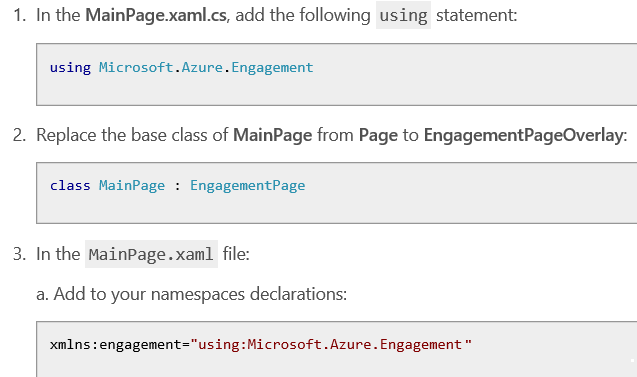 1. In the MainPage.xaml.cs, add the following using statement:
using Microsoft.Azure.Engagement
2. Replace the base class of MainPage from Page to EngagementPageOverlay:
class MainPage : EngagementPage
3. In the MainPage.xaml file:
a. Add to your namespaces declarations:
xmlns:engagement="using:Microsoft.Azure.Engagement"